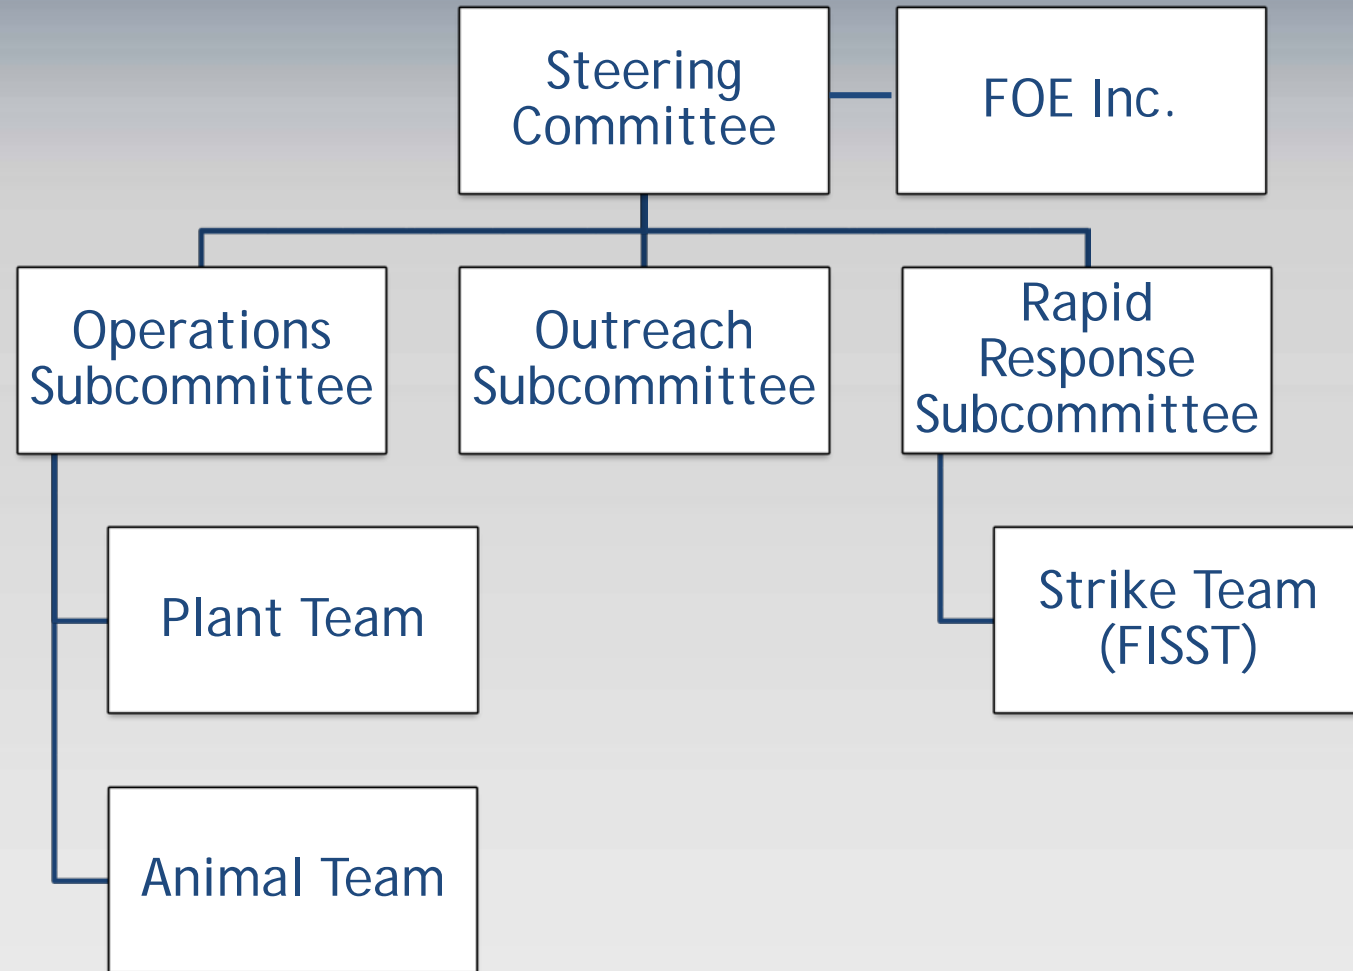 Steering
Committee
FOE Inc.
Operations
Subcommittee
Outreach
Subcommittee
Rapid
Response
Subcommittee
Plant Team
Strike Team
(FISST)
Animal Team